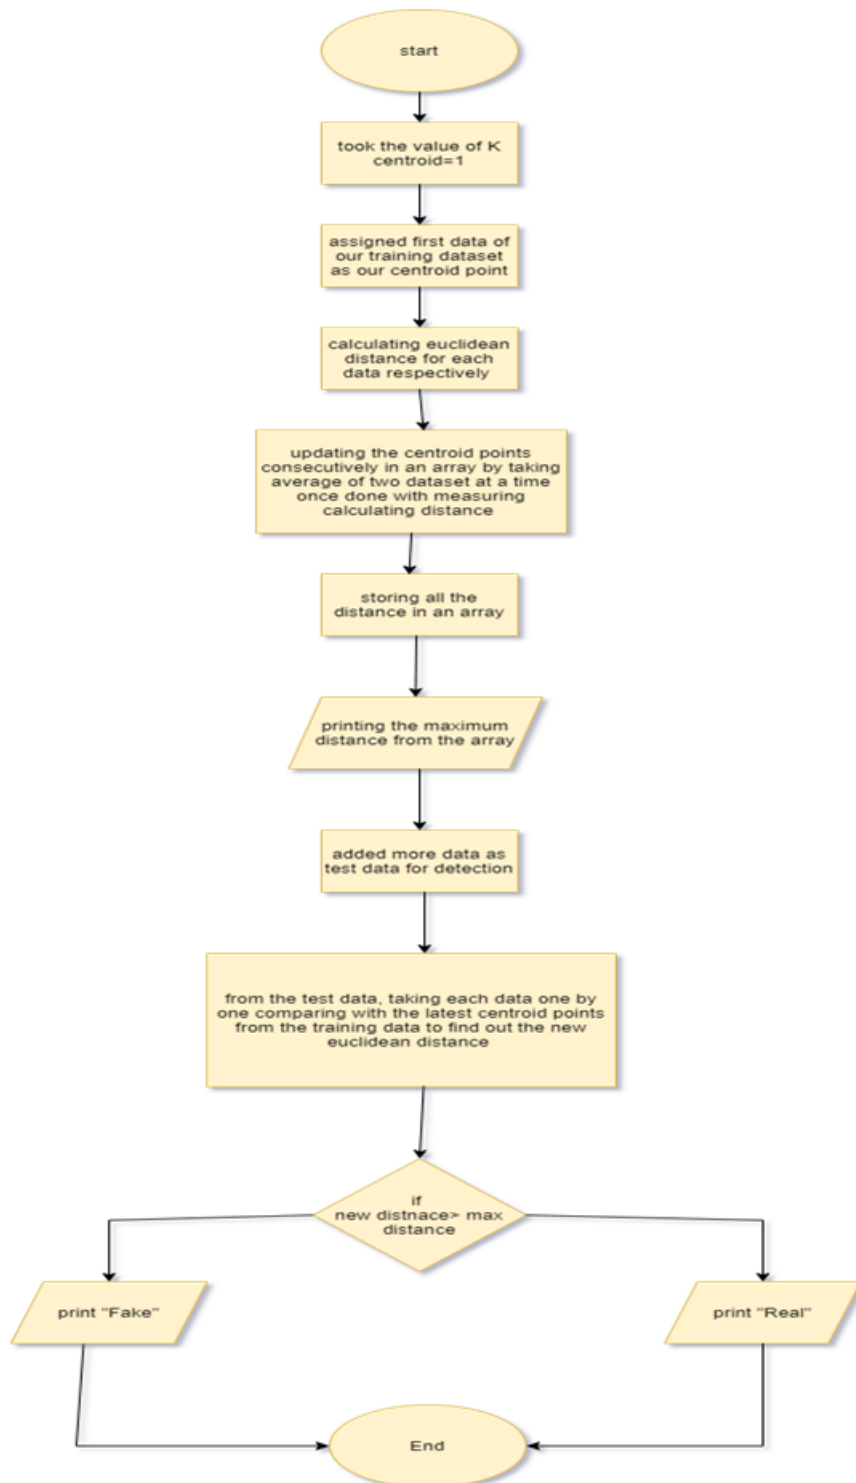 start
took the value of K
centroid=1
assigned first data of
our training dataset
as our centroid point
calculating euclidean
distance for each
data respectively
updating the centroid points
consecutively in an array by taking
average of two dataset at a time
once done with measuring
calculating distance
storing all the
distance in an array
printing the maximum
distance from the array
added more data as
test data for detection
from the test data, taking each data one by
one comparing with the latest centroid points
from the training data to find out the new
euclidean distance
if
new distnace> max
distance
print "Fake"
print "Real"
End